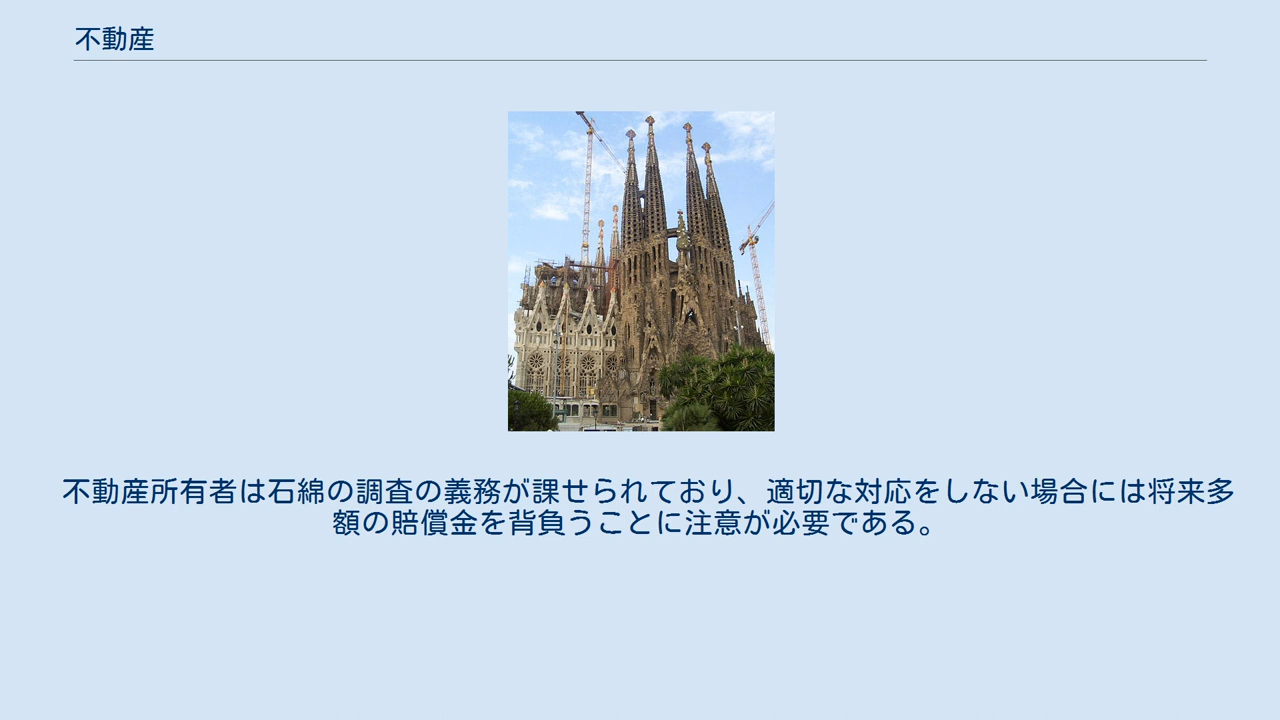 不動産
不動産所有者は石綿の調査の義務が課せられており、適切な対応をしない場合には将来多
額の賠償金を背負うことに注意が必要である。